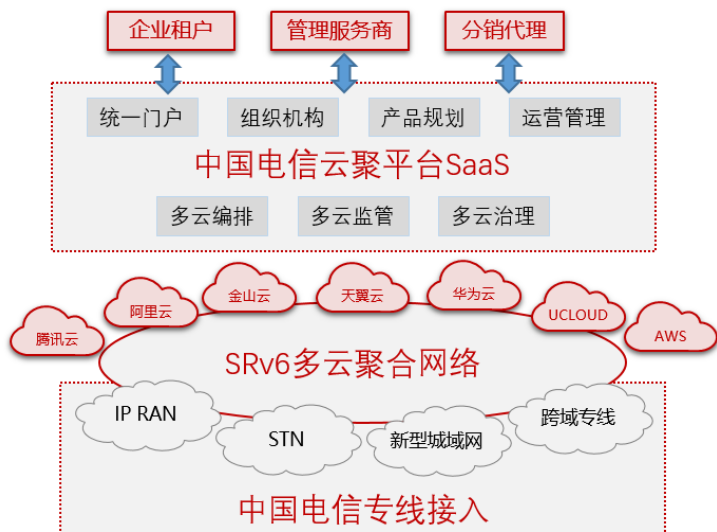 企业租户
管理服务商
分销代理
统一门户
组织机构
产品规划
运营管理
中国电信云聚平台SaaS
多云编排
多云监管
多云治理
腾讯云
阿里云
金山云
天翼云
华为云
UCLOUD
AWS
SRv6多云聚合网络
IP RAN
STN
新型城域网
跨域专线
中国电信专线接入